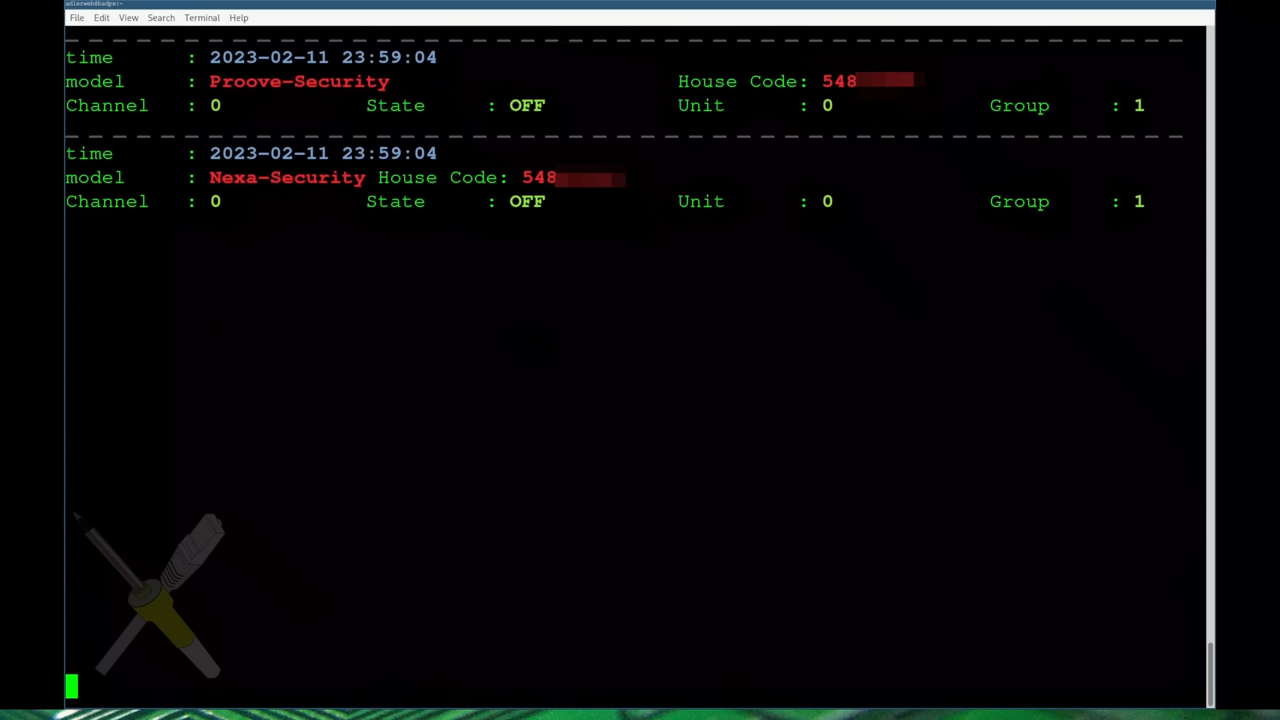 adlerweb@hadpx:~
File Edit View Search Terminal Help
time : 2023-02-11 23:59:04
model : Proove-Security House Code: 548
Channel : 0 State : OFF Unit : 0 Group : 1
time : 2023-02-11 23:59:04
model : Nexa-Security House Code: 548
Channel : 0 State : OFF Unit : 0 Group : 1